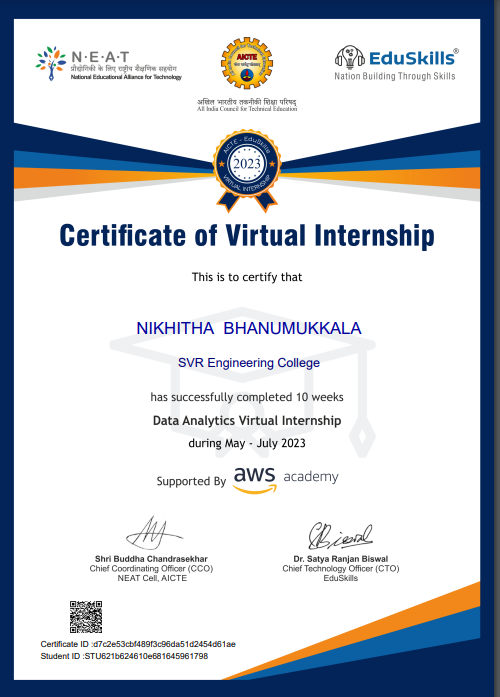 N·E·A·T
प्रौद्योगिकी के लिए राष्ट्रीय शैक्षणिक सहयोग
National Educational Alliance for Technology
AICTE
अखिल भारतीय तकनीकी शिक्षा परिषद्
All India Council for Technical Education
EduSkills®
Nation Building Through Skills
AICTE - EduSkills
2023
VIRTUAL INTERNSHIP
Certificate of Virtual Internship
This is to certify that
NIKHITHA BHANUMUKKALA
SVR Engineering College
has successfully completed 10 weeks
Data Analytics Virtual Internship
during May - July 2023
Supported By aws academy
Shri Buddha Chandrasekhar
Chief Coordinating Officer (CCO)
NEAT Cell, AICTE
Dr. Satya Ranjan Biswal
Chief Technology Officer (CTO)
EduSkills
Certificate ID :d7c2e53cbf489f3c96da51d2454d61ae
Student ID :STU621b624610e681645961798